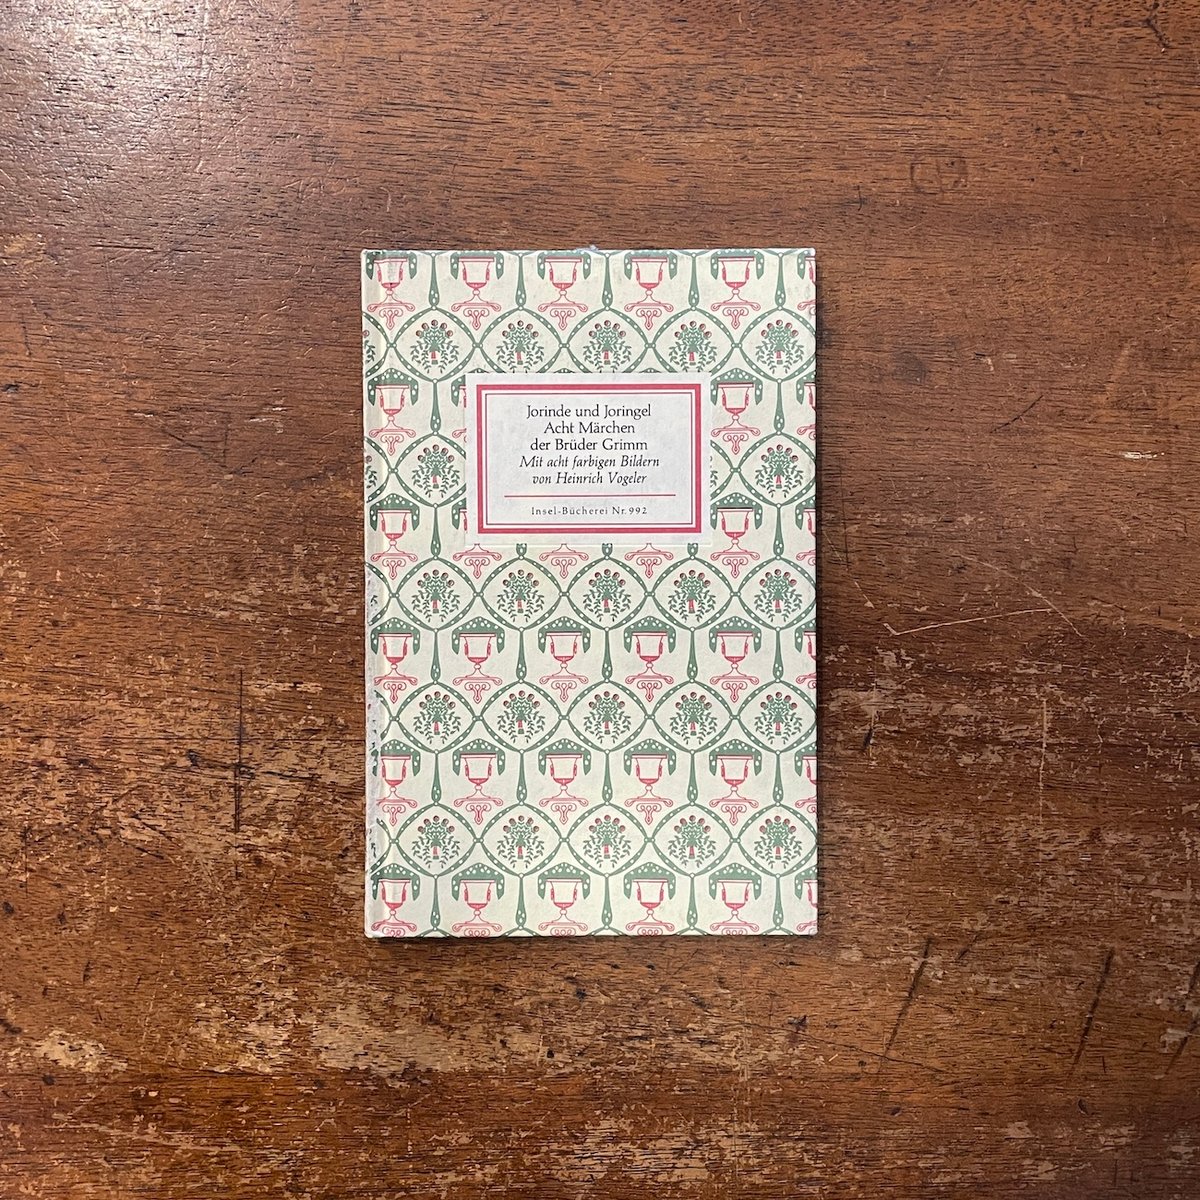 Jorinde und Joringel
Acht Märchen
der Brüder Grimm
Mit acht farbigen Bildern
von Heinrich Vogeler
Insel-Bücherei Nr. 992